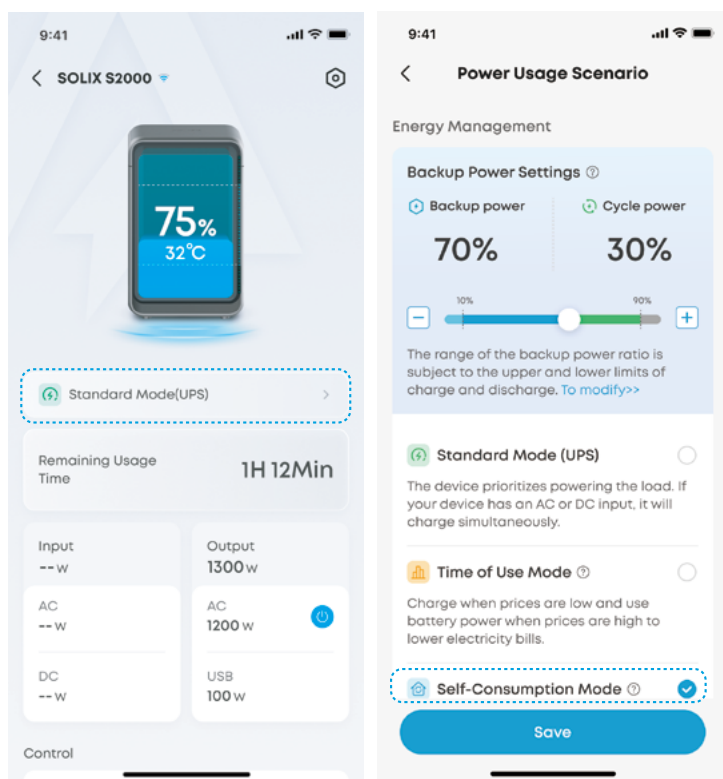 9:41
SOLIX S2000
75%
32°C
Standard Mode(UPS)
Remaining Usage
Time
1H 12Min
Input
-- W
Output
1300 W
AC
-- W
AC
1200 W
DC
-- W
USB
100 W
Control
9:41
Power Usage Scenario
Energy Management
Backup Power Settings
Backup power
Cycle power
70%
30%
10%
90%
The range of the backup power ratio is
subject to the upper and lower limits of
charge and discharge. To modify>>
Standard Mode (UPS)
The device prioritizes powering the load. If
your device has an AC or DC input, it will
charge simultaneously.
Time of Use Mode
Charge when prices are low and use
battery power when prices are high to
lower electricity bills.
Self-Consumption Mode
Save